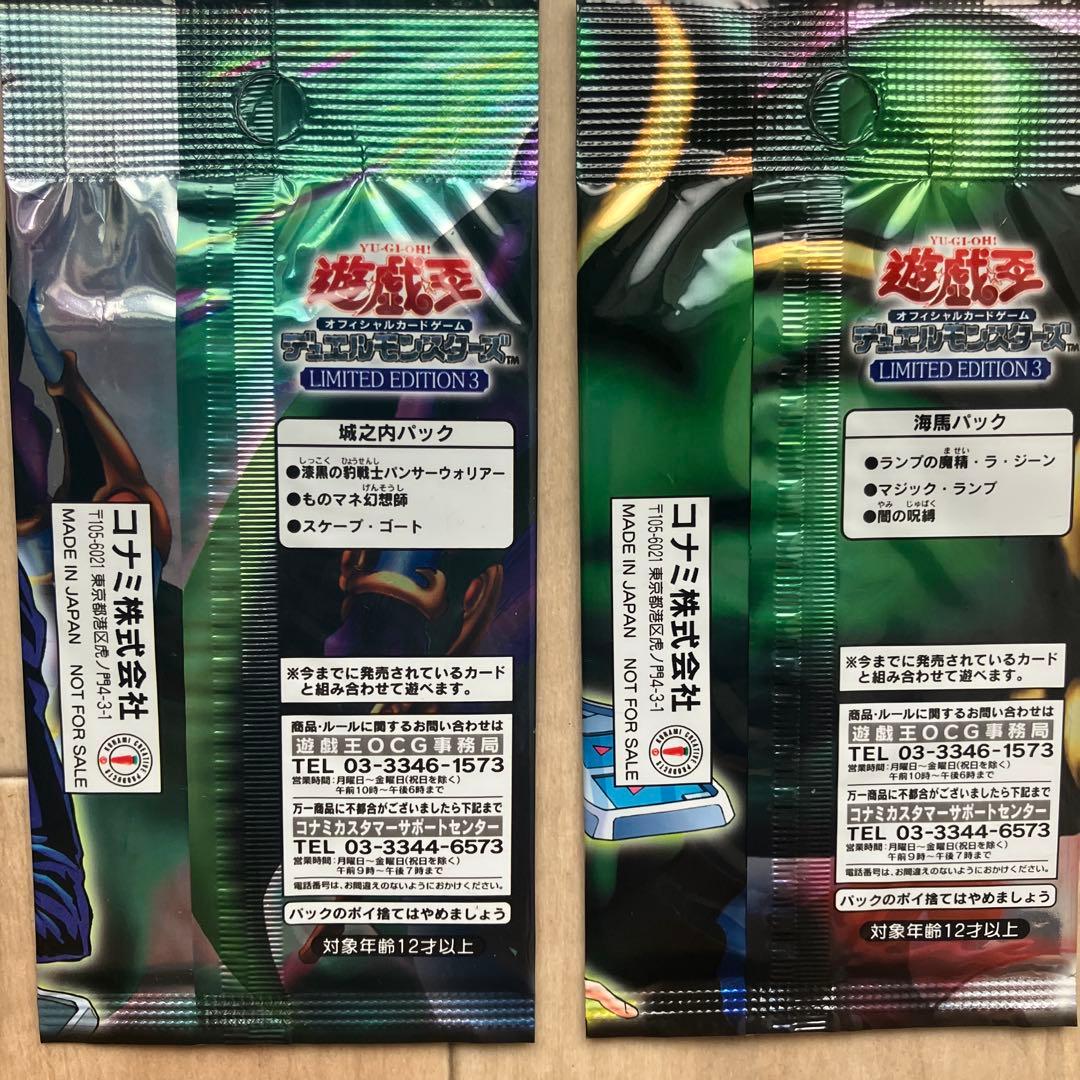 YU-GI-OH!
遊戯王
オフィシャルカードゲーム
デュエルモンスターズ™
LIMITED EDITION 3
城之内パック
しっこく ひょうせんし
●漆黒の豹戦士パンサーウォリアー
げんそうし
●ものマネ幻想師
●スケープ・ゴート
コナミ株式会社
〒105-6021 東京都港区虎ノ門4-3-1
MADE IN JAPAN NOT FOR SALE
KONAMI CREATIVE PRODUCTS
※今までに発売されているカード
と組み合わせて遊べます。
商品・ルールに関するお問い合わせは
遊戯王OCG事務局
TEL 03-3346-1573
営業時間:月曜日~金曜日(祝日を除く)
午前10時~午後6時まで
万一商品に不都合がございましたら下記まで
コナミカスタマーサポートセンター
TEL 03-3344-6573
営業時間:月曜日~金曜日(祝日を除く)
午前9時~午後7時まで
電話番号は、お間違えのないようにおかけください。
パックのポイ捨てはやめましょう
対象年齢12才以上
YU-GI-OH!
遊戯王
オフィシャルカードゲーム
デュエルモンスターズ™
LIMITED EDITION 3
海馬パック
ませい
●ランプの魔精・ラ・ジーン
●マジック・ランプ
やみ じゅばく
●闇の呪縛
コナミ株式会社
〒105-6021 東京都港区虎ノ門4-3-1
MADE IN JAPAN NOT FOR SALE
KONAMI CREATIVE PRODUCTS
※今までに発売されているカード
と組み合わせて遊べます。
商品・ルールに関するお問い合わせは
遊戯王OCG事務局
TEL 03-3346-1573
営業時間:月曜日~金曜日(祝日を除く)
午前10時~午後6時まで
万一商品に不都合がございましたら下記まで
コナミカスタマーサポートセンター
TEL 03-3344-6573
営業時間:月曜日~金曜日(祝日を除く)
午前9時~午後7時まで
電話番号は、お間違えのないようにおかけください。
パックのポイ捨てはやめましょう
対象年齢12才以上